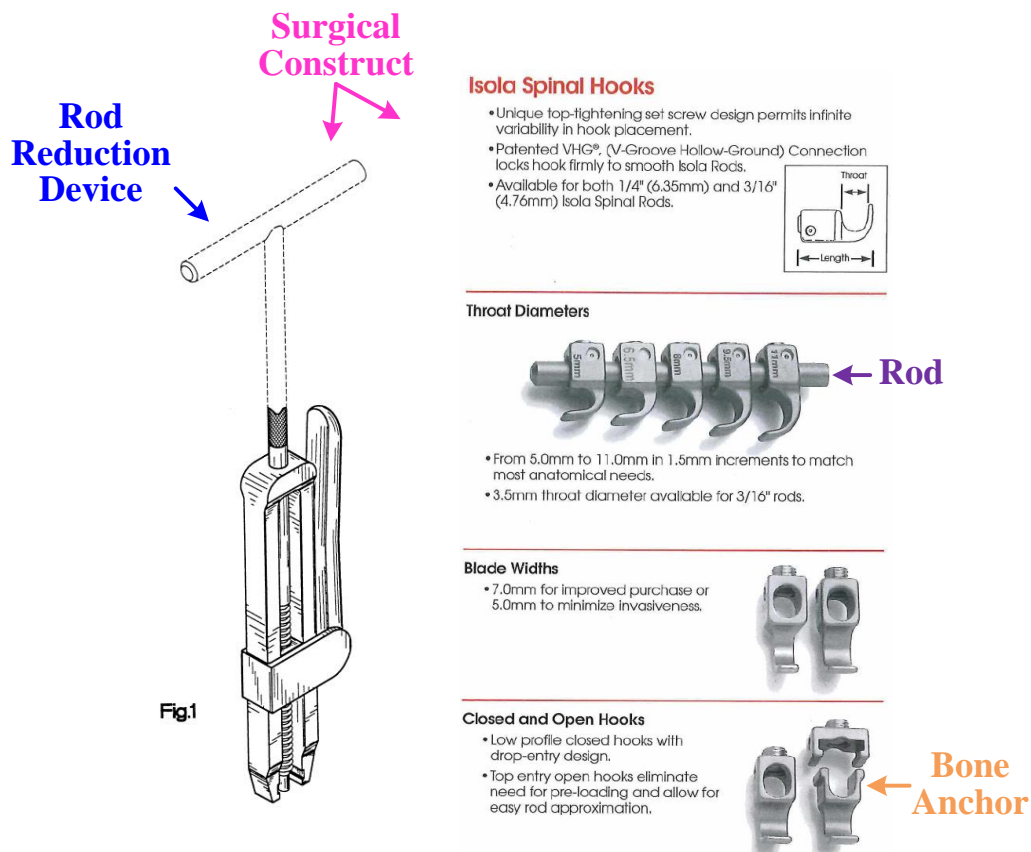 Surgical
Construct
Rod
Reduction
Device
Fig.1
Isola Spinal Hooks
• Unique top-tightening set screw design permits infinite
variability in hook placement.
• Patented VHG®, (V-Groove Hollow-Ground) Connection
locks hook firmly to smooth Isola Rods.
• Available for both 1/4" (6.35mm) and 3/16"
(4.76mm) Isola Spinal Rods.
Throat
Length
Throat Diameters
5mm
6.5mm
8mm
9.5mm
11mm
Rod
• From 5.0mm to 11.0mm in 1.5mm increments to match
most anatomical needs.
• 3.5mm throat diameter available for 3/16" rods.
Blade Widths
• 7.0mm for improved purchase or
5.0mm to minimize invasiveness.
Closed and Open Hooks
• Low profile closed hooks with
drop-entry design.
• Top entry open hooks eliminate
need for pre-loading and allow for
easy rod approximation.
Bone
Anchor